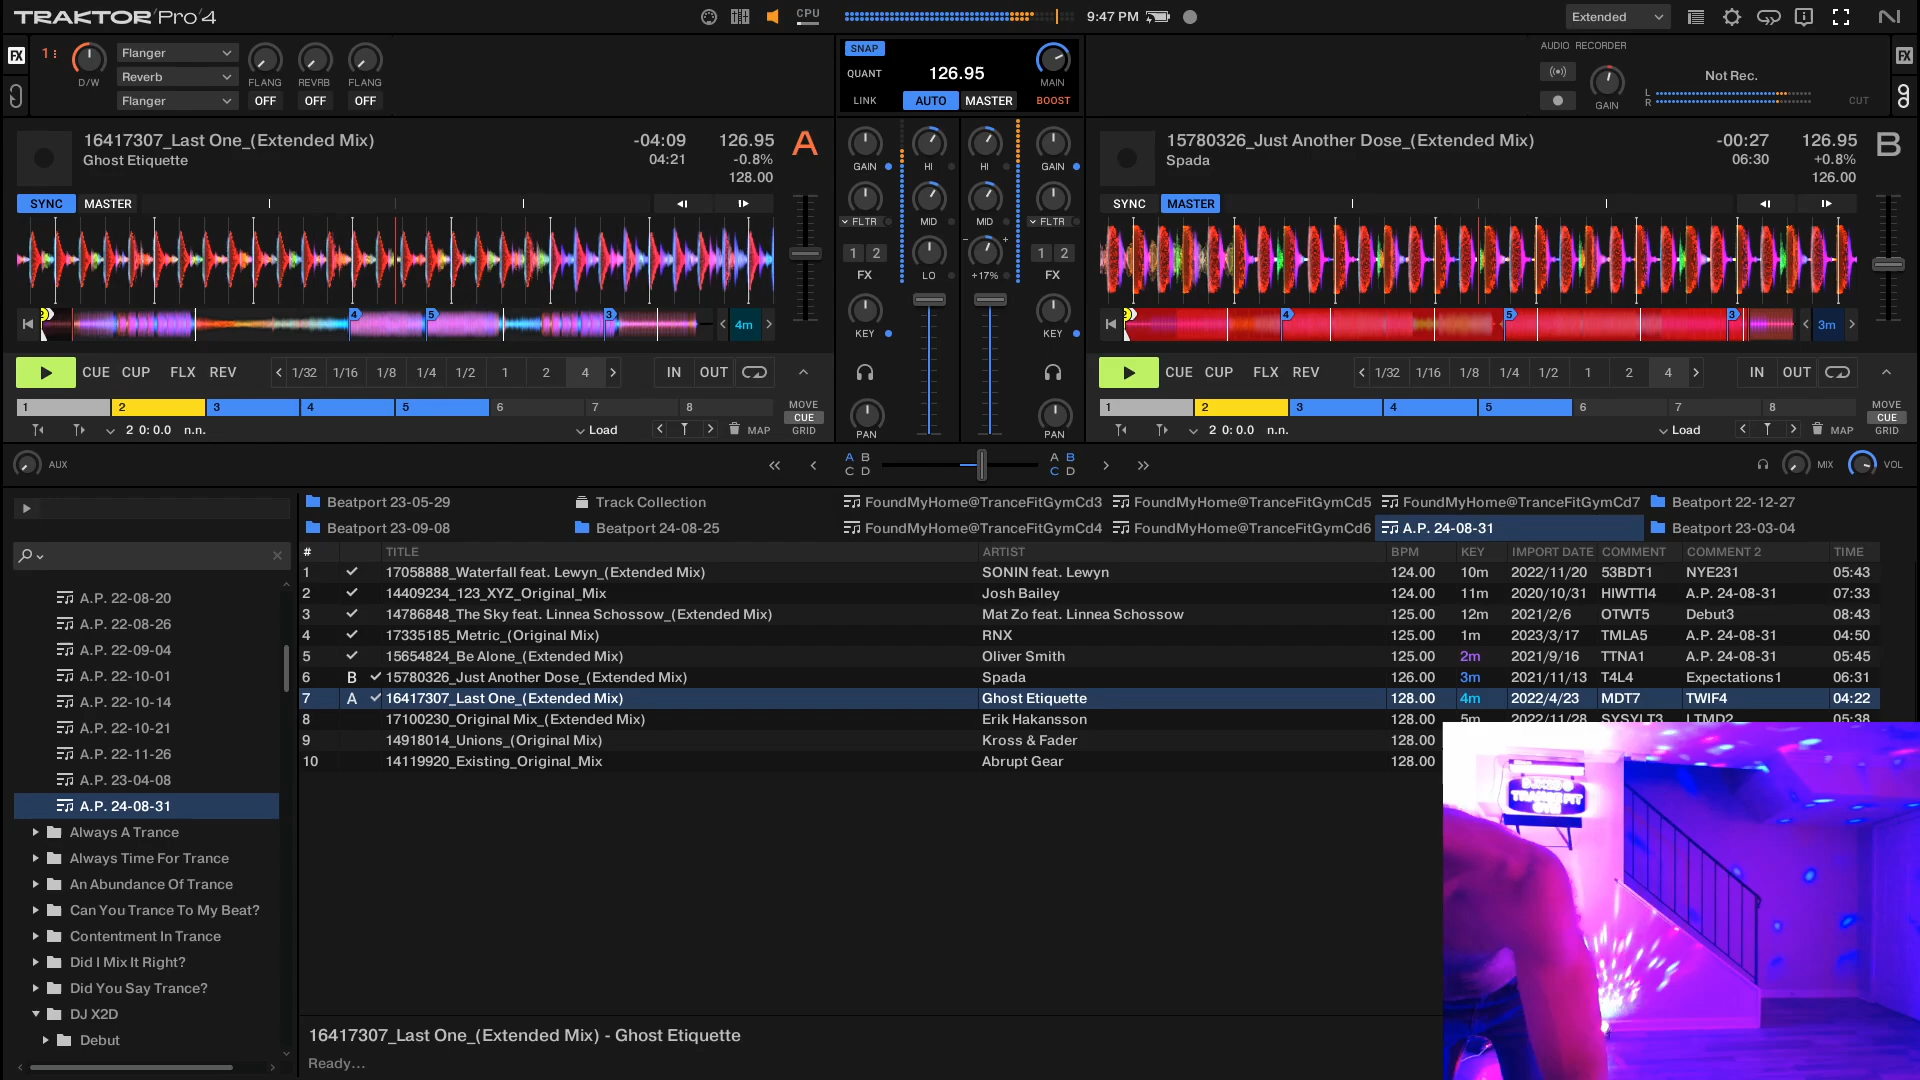 TRAKTOR Pro 4
CPU
9:47 PM
Extended
FX
1
D/W
Flanger
Reverb
Flanger
FLANG
REVRB
FLANG
OFF
OFF
OFF
SNAP
QUANT
126.95
LINK
AUTO
MASTER
MAIN
BOOST
AUDIO RECORDER
GAIN
Not Rec.
L
R
CUT
FX
16417307_Last One_(Extended Mix)
Ghost Etiquette
-04:09
04:21
126.95
-0.8%
128.00
A
SYNC
MASTER
4
5
3
4m
CUE CUP FLX REV
1/32 1/16 1/8 1/4 1/2 1 2 4
IN OUT
1 2 3 4 5 6 7 8
MOVE
CUE
GRID
2 0: 0.0 n.n.
Load
MAP
GAIN HI HI GAIN
FLTR MID MID FLTR
1 2 LO +17% 1 2
FX FX
KEY KEY
PAN PAN
15780326_Just Another Dose_(Extended Mix)
Spada
-00:27
06:30
126.95
+0.8%
126.00
B
SYNC
MASTER
4
5
3
3m
CUE CUP FLX REV
1/32 1/16 1/8 1/4 1/2 1 2 4
IN OUT
1 2 3 4 5 6 7 8
MOVE
CUE
GRID
2 0: 0.0 n.n.
Load
MAP
AUX
A B
C D
A B
C D
MIX
VOL
Beatport 23-05-29 Track Collection FoundMyHome@TranceFitGymCd3 FoundMyHome@TranceFitGymCd5 FoundMyHome@TranceFitGymCd7 Beatport 22-12-27
Beatport 23-09-08 Beatport 24-08-25 FoundMyHome@TranceFitGymCd4 FoundMyHome@TranceFitGymCd6 A.P. 24-08-31 Beatport 23-03-04
# TITLE ARTIST BPM KEY IMPORT DATE COMMENT COMMENT 2 TIME
1 17058888_Waterfall feat. Lewyn_(Extended Mix) SONIN feat. Lewyn 124.00 10m 2022/11/20 53BDT1 NYE231 05:43
2 14409234_123_XYZ_Original_Mix Josh Bailey 124.00 11m 2020/10/31 HIWTTI4 A.P. 24-08-31 07:33
3 14786848_The Sky feat. Linnea Schossow_(Extended Mix) Mat Zo feat. Linnea Schossow 125.00 12m 2021/2/6 OTWT5 Debut3 08:43
4 17335185_Metric_(Original Mix) RNX 125.00 1m 2023/3/17 TMLA5 A.P. 24-08-31 04:50
5 15654824_Be Alone_(Extended Mix) Oliver Smith 125.00 2m 2021/9/16 TTNA1 A.P. 24-08-31 05:45
6 B 15780326_Just Another Dose_(Extended Mix) Spada 126.00 3m 2021/11/13 T4L4 Expectations1 06:31
7 A 16417307_Last One_(Extended Mix) Ghost Etiquette 128.00 4m 2022/4/23 MDT7 TWIF4 04:22
8 17100230_Original Mix_(Extended Mix) Erik Hakansson 128.00 5m 2022/11/28 SYSYLT3 LTMD2 05:38
9 14918014_Unions_(Original Mix) Kross & Fader 128.00
10 14119920_Existing_Original_Mix Abrupt Gear 128.00
A.P. 22-08-20
A.P. 22-08-26
A.P. 22-09-04
A.P. 22-10-01
A.P. 22-10-14
A.P. 22-10-21
A.P. 22-11-26
A.P. 23-04-08
A.P. 24-08-31
Always A Trance
Always Time For Trance
An Abundance Of Trance
Can You Trance To My Beat?
Contentment In Trance
Did I Mix It Right?
Did You Say Trance?
DJ X2D
Debut
16417307_Last One_(Extended Mix) - Ghost Etiquette
Ready...